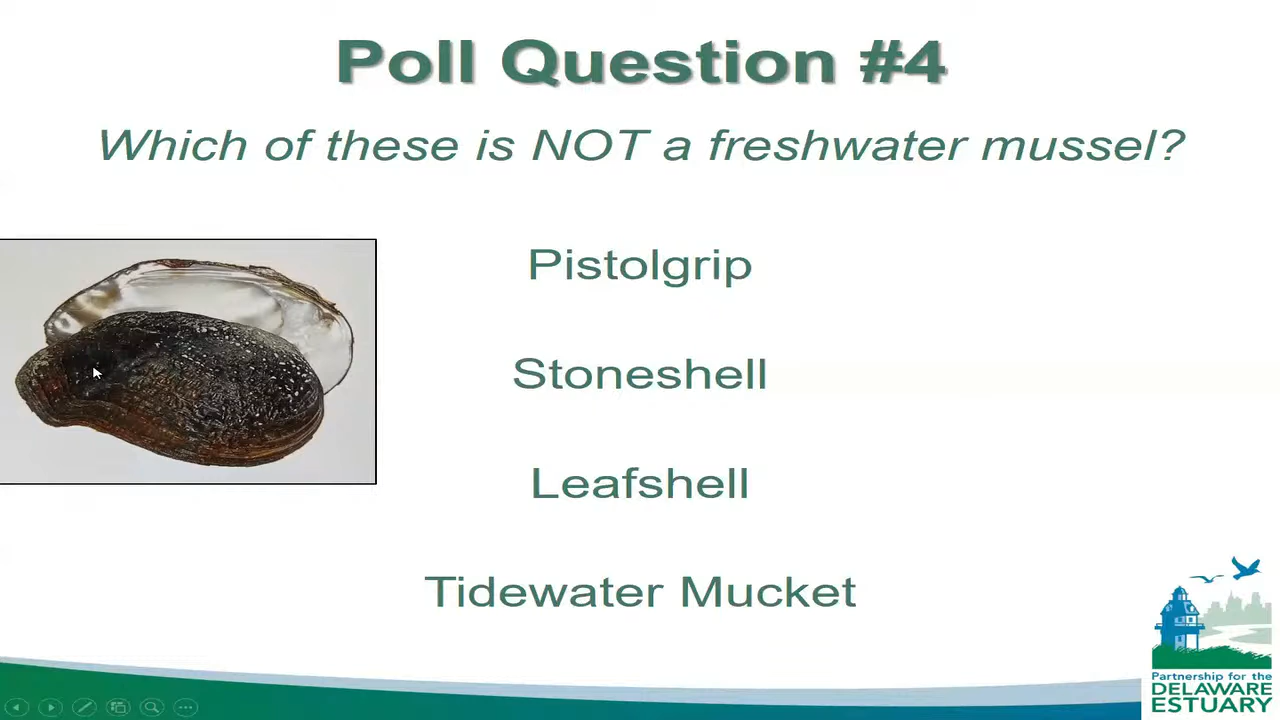 Poll Question #4
Which of these is NOT a freshwater mussel?
Pistolgrip
Stoneshell
Leafshell
Tidewater Mucket
Partnership for the
DELAWARE
ESTUARY